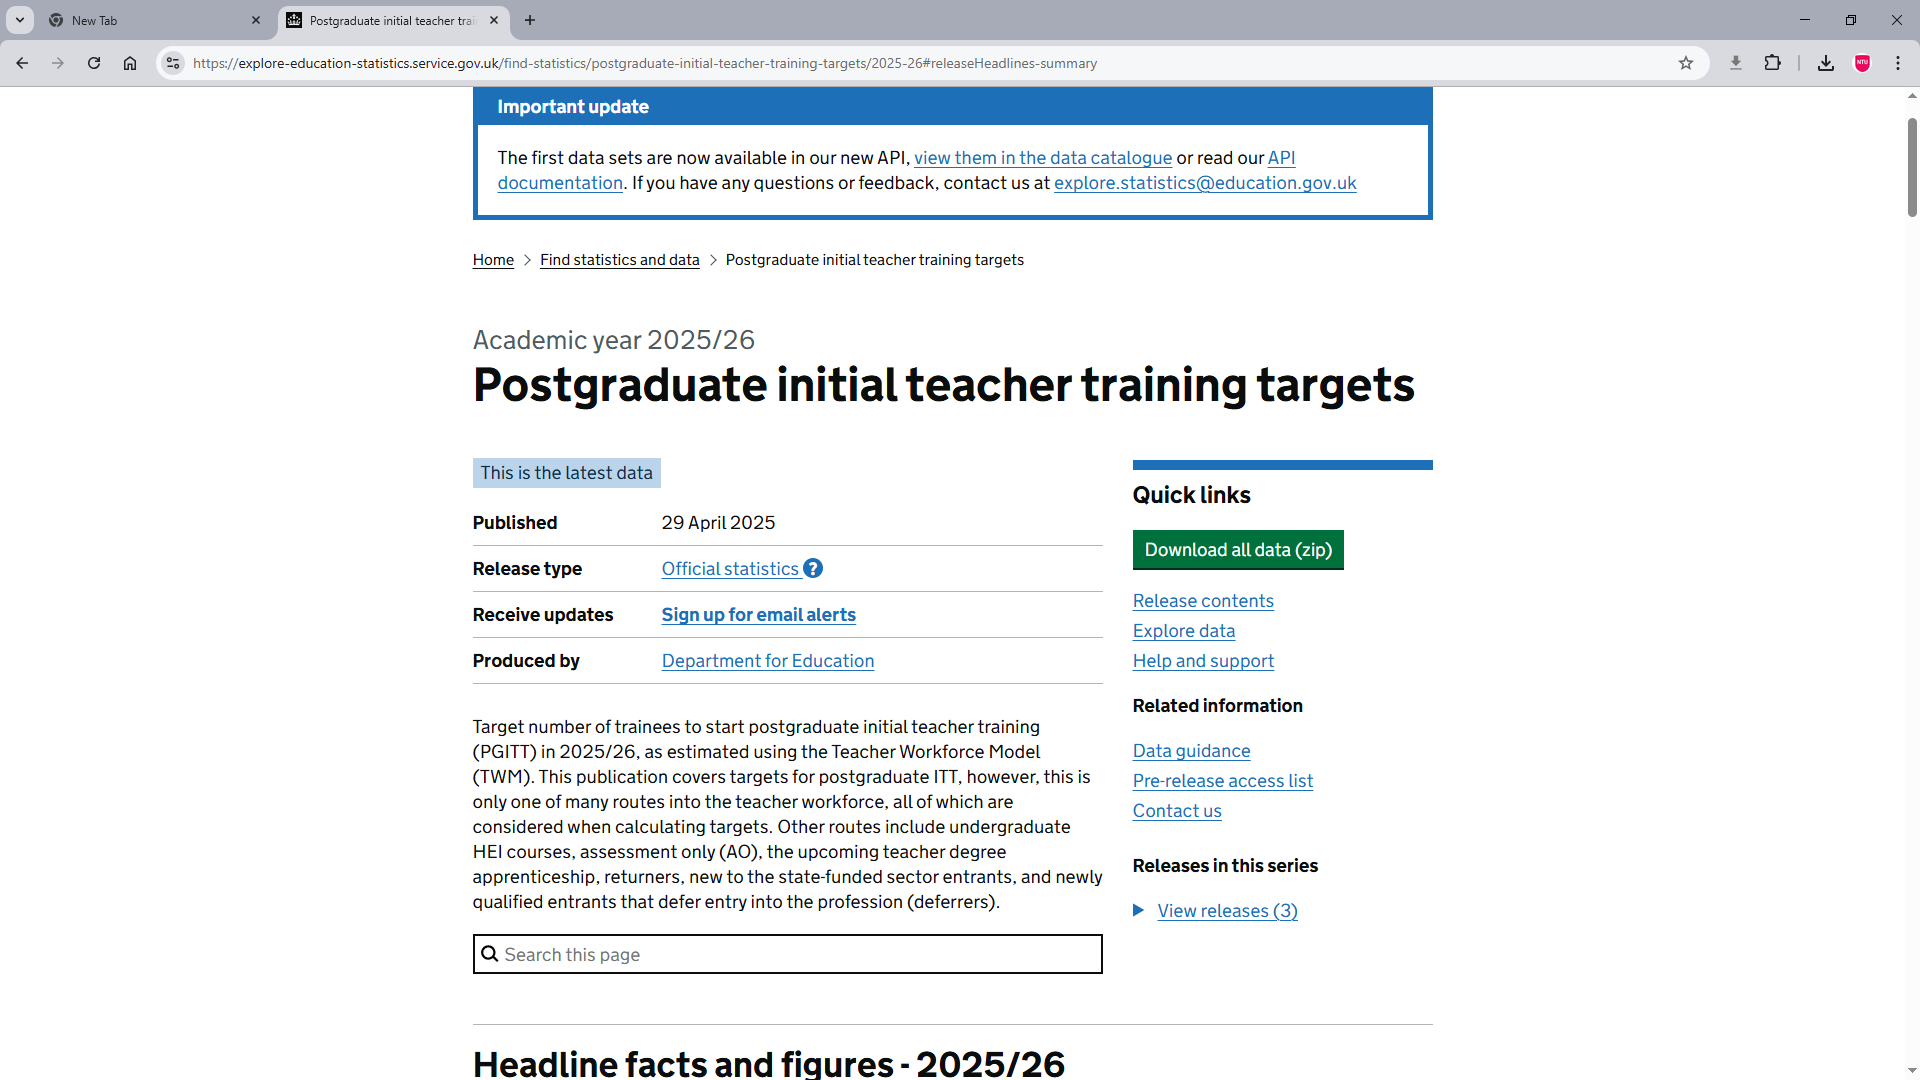 New Tab
Postgraduate initial teacher trai
https://explore-education-statistics.service.gov.uk/find-statistics/postgraduate-initial-teacher-training-targets/2025-26#releaseHeadlines-summary
NTU
Important update
The first data sets are now available in our new API, view them in the data catalogue or read our API
documentation. If you have any questions or feedback, contact us at explore.statistics@education.gov.uk
Home > Find statistics and data > Postgraduate initial teacher training targets
Academic year 2025/26
Postgraduate initial teacher training targets
This is the latest data
Published 29 April 2025
Release type Official statistics ?
Receive updates Sign up for email alerts
Produced by Department for Education
Target number of trainees to start postgraduate initial teacher training
(PGITT) in 2025/26, as estimated using the Teacher Workforce Model
(TWM). This publication covers targets for postgraduate ITT, however, this is
only one of many routes into the teacher workforce, all of which are
considered when calculating targets. Other routes include undergraduate
HEI courses, assessment only (AO), the upcoming teacher degree
apprenticeship, returners, new to the state-funded sector entrants, and newly
qualified entrants that defer entry into the profession (deferrers).
Search this page
Quick links
Download all data (zip)
Release contents
Explore data
Help and support
Related information
Data guidance
Pre-release access list
Contact us
Releases in this series
View releases (3)
Headline facts and figures - 2025/26